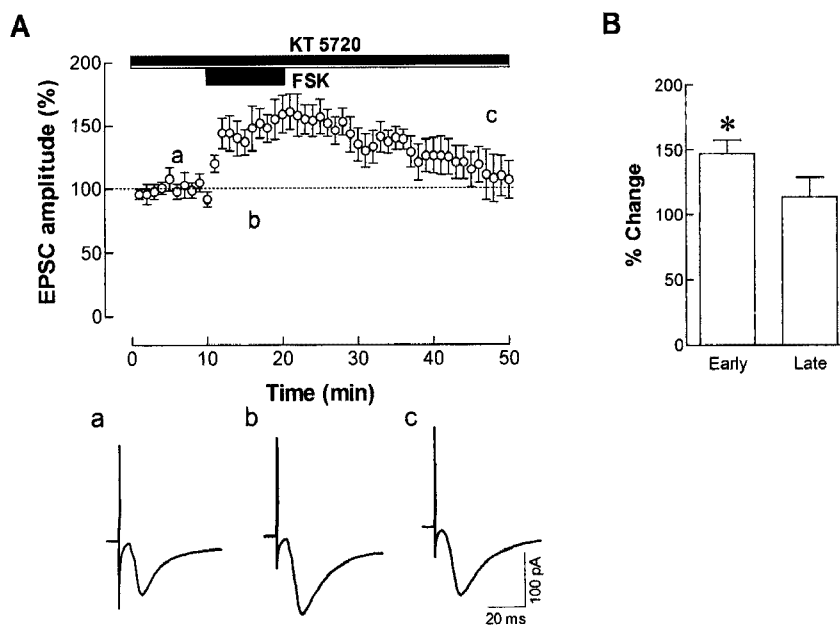 A
B
KT 5720
FSK
EPSC amplitude (%)
200
150
100
50
0
a
b
c
0 10 20 30 40 50
Time (min)
% Change
200
150
100
50
0
*
Early Late
a b c
100 pA
20 ms